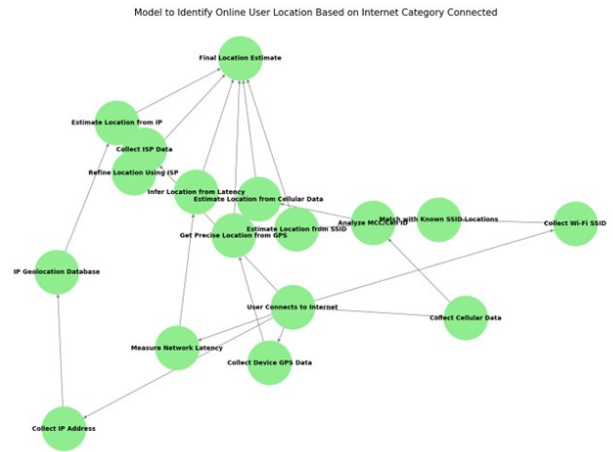 Model to Identify Online User Location Based on Internet Category Connected
Final Location Estimate
Estimate Location from IP
Collect ISP Data
Refine Location Using ISP
Infer Location from Latency
Estimate Location from Cellular Data
Match with Known SSID Locations
Analyze MCC/Cell ID
Collect Wi-Fi SSID
Estimate Location from SSID
Get Precise Location from GPS
IP Geolocation Database
User Connects to Internet
Collect Cellular Data
Measure Network Latency
Collect Device GPS Data
Collect IP Address